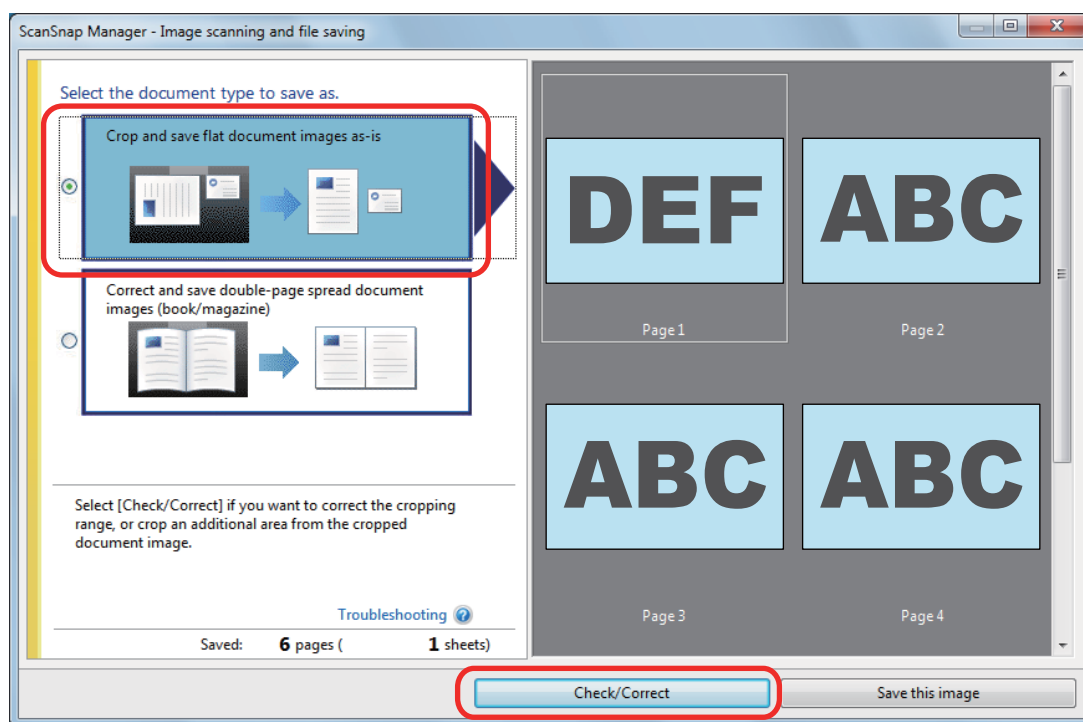 ScanSnap Manager - Image scanning and file saving
Select the document type to save as.
Crop and save flat document images as-is
Correct and save double-page spread document
images (book/magazine)
Select [Check/Correct] if you want to correct the cropping
range, or crop an additional area from the cropped
document image.
Troubleshooting ?
Saved: 6 pages ( 1 sheets)
DEF
Page 1
ABC
Page 2
ABC
Page 3
ABC
Page 4
Check/Correct
Save this image